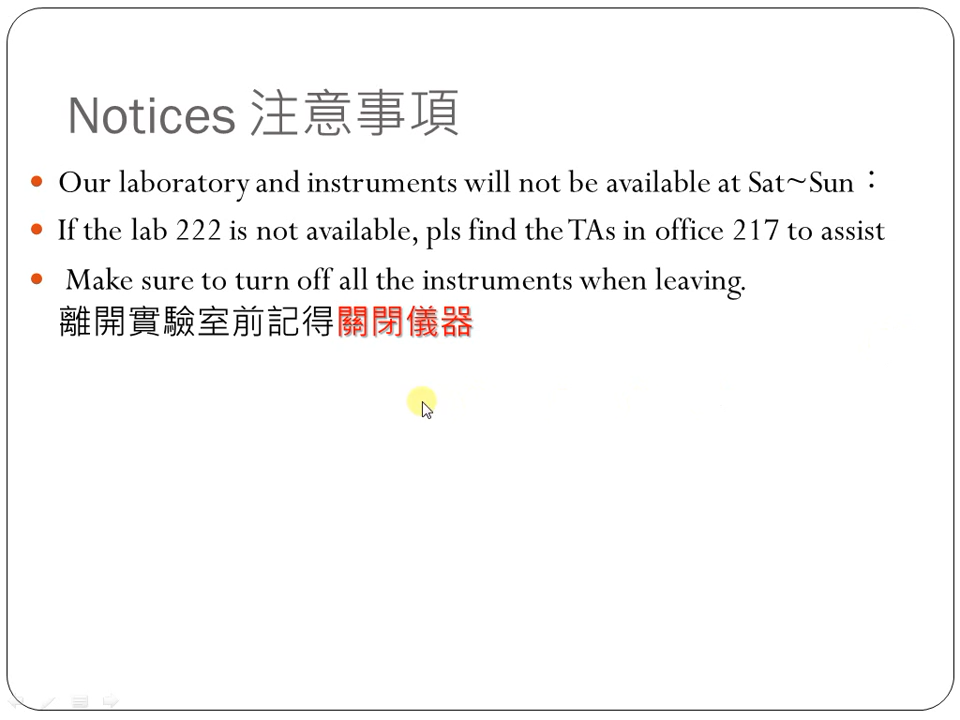 Notices 注意事項
Our laboratory and instruments will not be available at Sat~Sun：
If the lab 222 is not available, pls find the TAs in office 217 to assist
Make sure to turn off all the instruments when leaving.
離開實驗室前記得關閉儀器